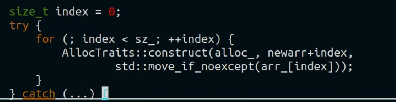 size_t index = 0;
try {
for (; index < sz_; ++index) {
AllocTraits::construct(alloc_, newarr+index,
std::move_if_noexcept(arr_[index]));
}
} catch (...) {